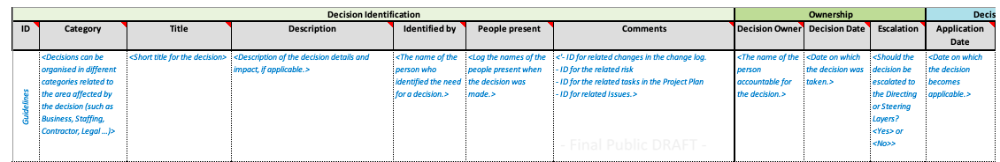 Decision Identification
Ownership
Decis
ID
Category
Title
Description
Identified by
People present
Comments
Decision Owner
Decision Date
Escalation
Application
Date
Guidelines
<Decisions can be
organised in different
categories related to
the area affected by
the decision (such as
Business, Staffing,
Contractor, Legal ...)>
<Short title for the decision>
<Description of the decision details and
impact, if applicable.>
<The name of the
person who
identified the need
for a decision.>
<Log the names of the
people present when
the decision was
made.>
<'- ID for related changes in the change log.
- ID for the related risk
- ID for the related tasks in the Project Plan
- ID for related Issues.>
<The name of the
person
accountable for
the decision.>
<Date on which
the decision was
taken.>
<Should the
decision be
escalated to
the Directing
or Steering
Layers?
<Yes> or
<No>>
<Date on which
the decision
becomes
applicable.>
- Final Public DRAFT -